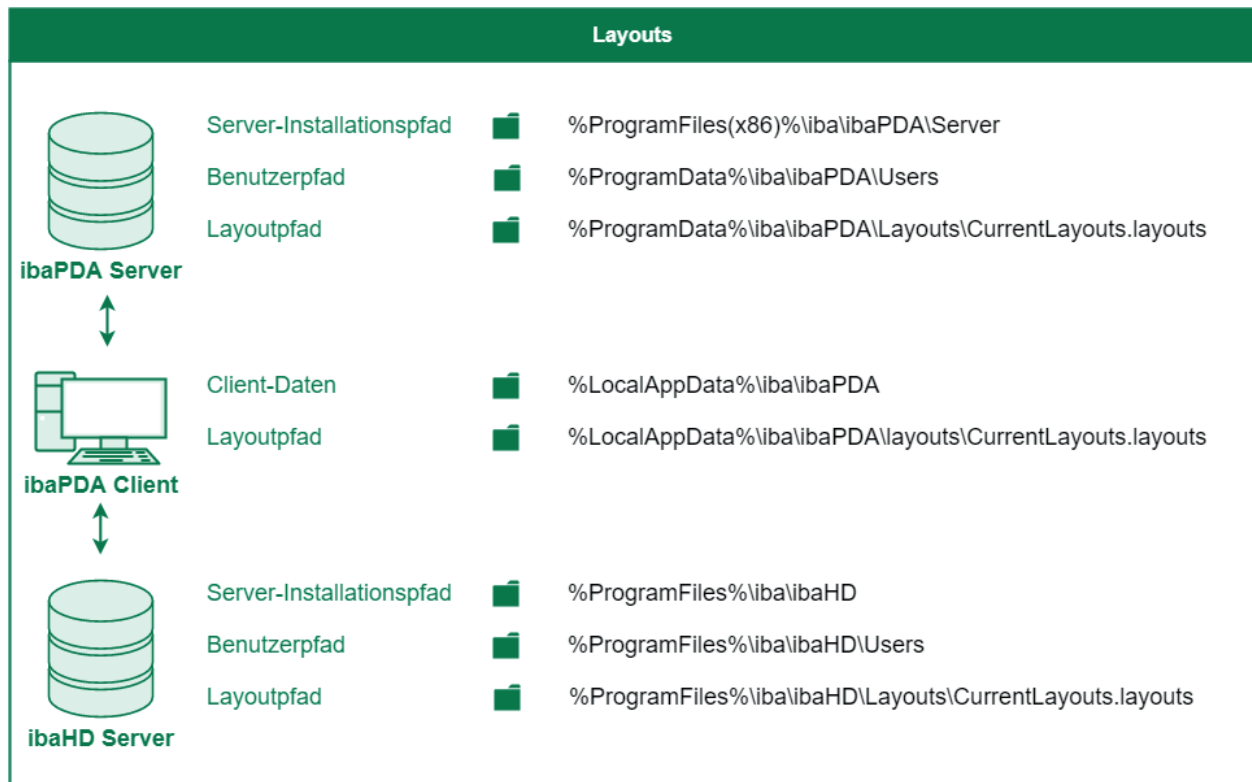 Layouts
Server-Installationspfad %ProgramFiles(x86)%\iba\ibaPDA\Server
Benutzerpfad %ProgramData%\iba\ibaPDA\Users
Layoutpfad %ProgramData%\iba\ibaPDA\Layouts\CurrentLayouts.layouts
ibaPDA Server
Client-Daten %LocalAppData%\iba\ibaPDA
Layoutpfad %LocalAppData%\iba\ibaPDA\layouts\CurrentLayouts.layouts
ibaPDA Client
Server-Installationspfad %ProgramFiles%\iba\ibaHD
Benutzerpfad %ProgramFiles%\iba\ibaHD\Users
Layoutpfad %ProgramFiles%\iba\ibaHD\Layouts\CurrentLayouts.layouts
ibaHD Server